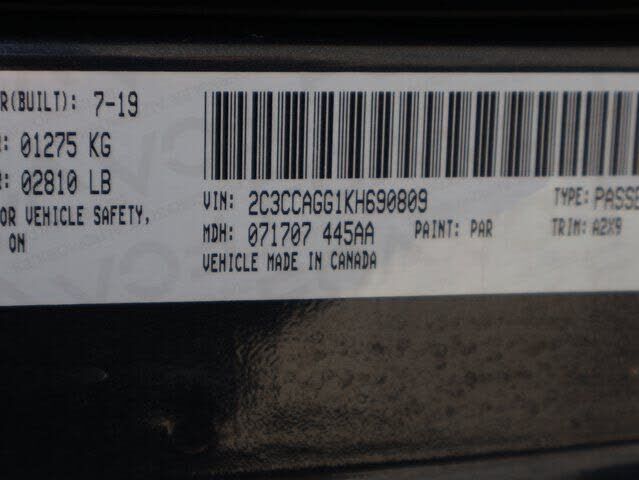 R(BUILT): 7-19
: 01275 KG
: 02810 LB
VIN: 2C3CCAGG1KH690809
TYPE: PASSE
OR VEHICLE SAFETY,
MDH: 071707 445AA
PAINT: PAR
TRIM: A2X9
ON
VEHICLE MADE IN CANADA